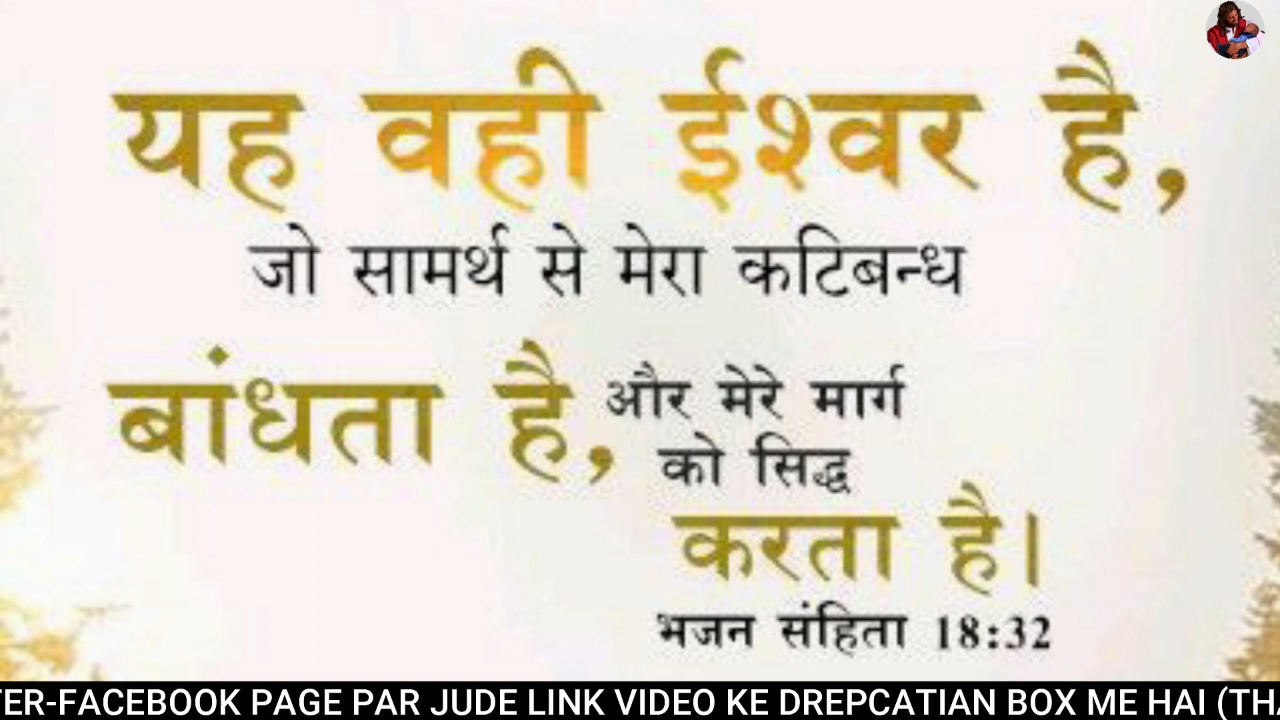 यह वही ईश्वर है,
जो सामर्थ से मेरा कटिबन्ध
बांधता है, और मेरे मार्ग
को सिद्ध
करता है।
भजन संहिता 18:32
TER-FACEBOOK PAGE PAR JUDE LINK VIDEO KE DREPCATIAN BOX ME HAI (THA